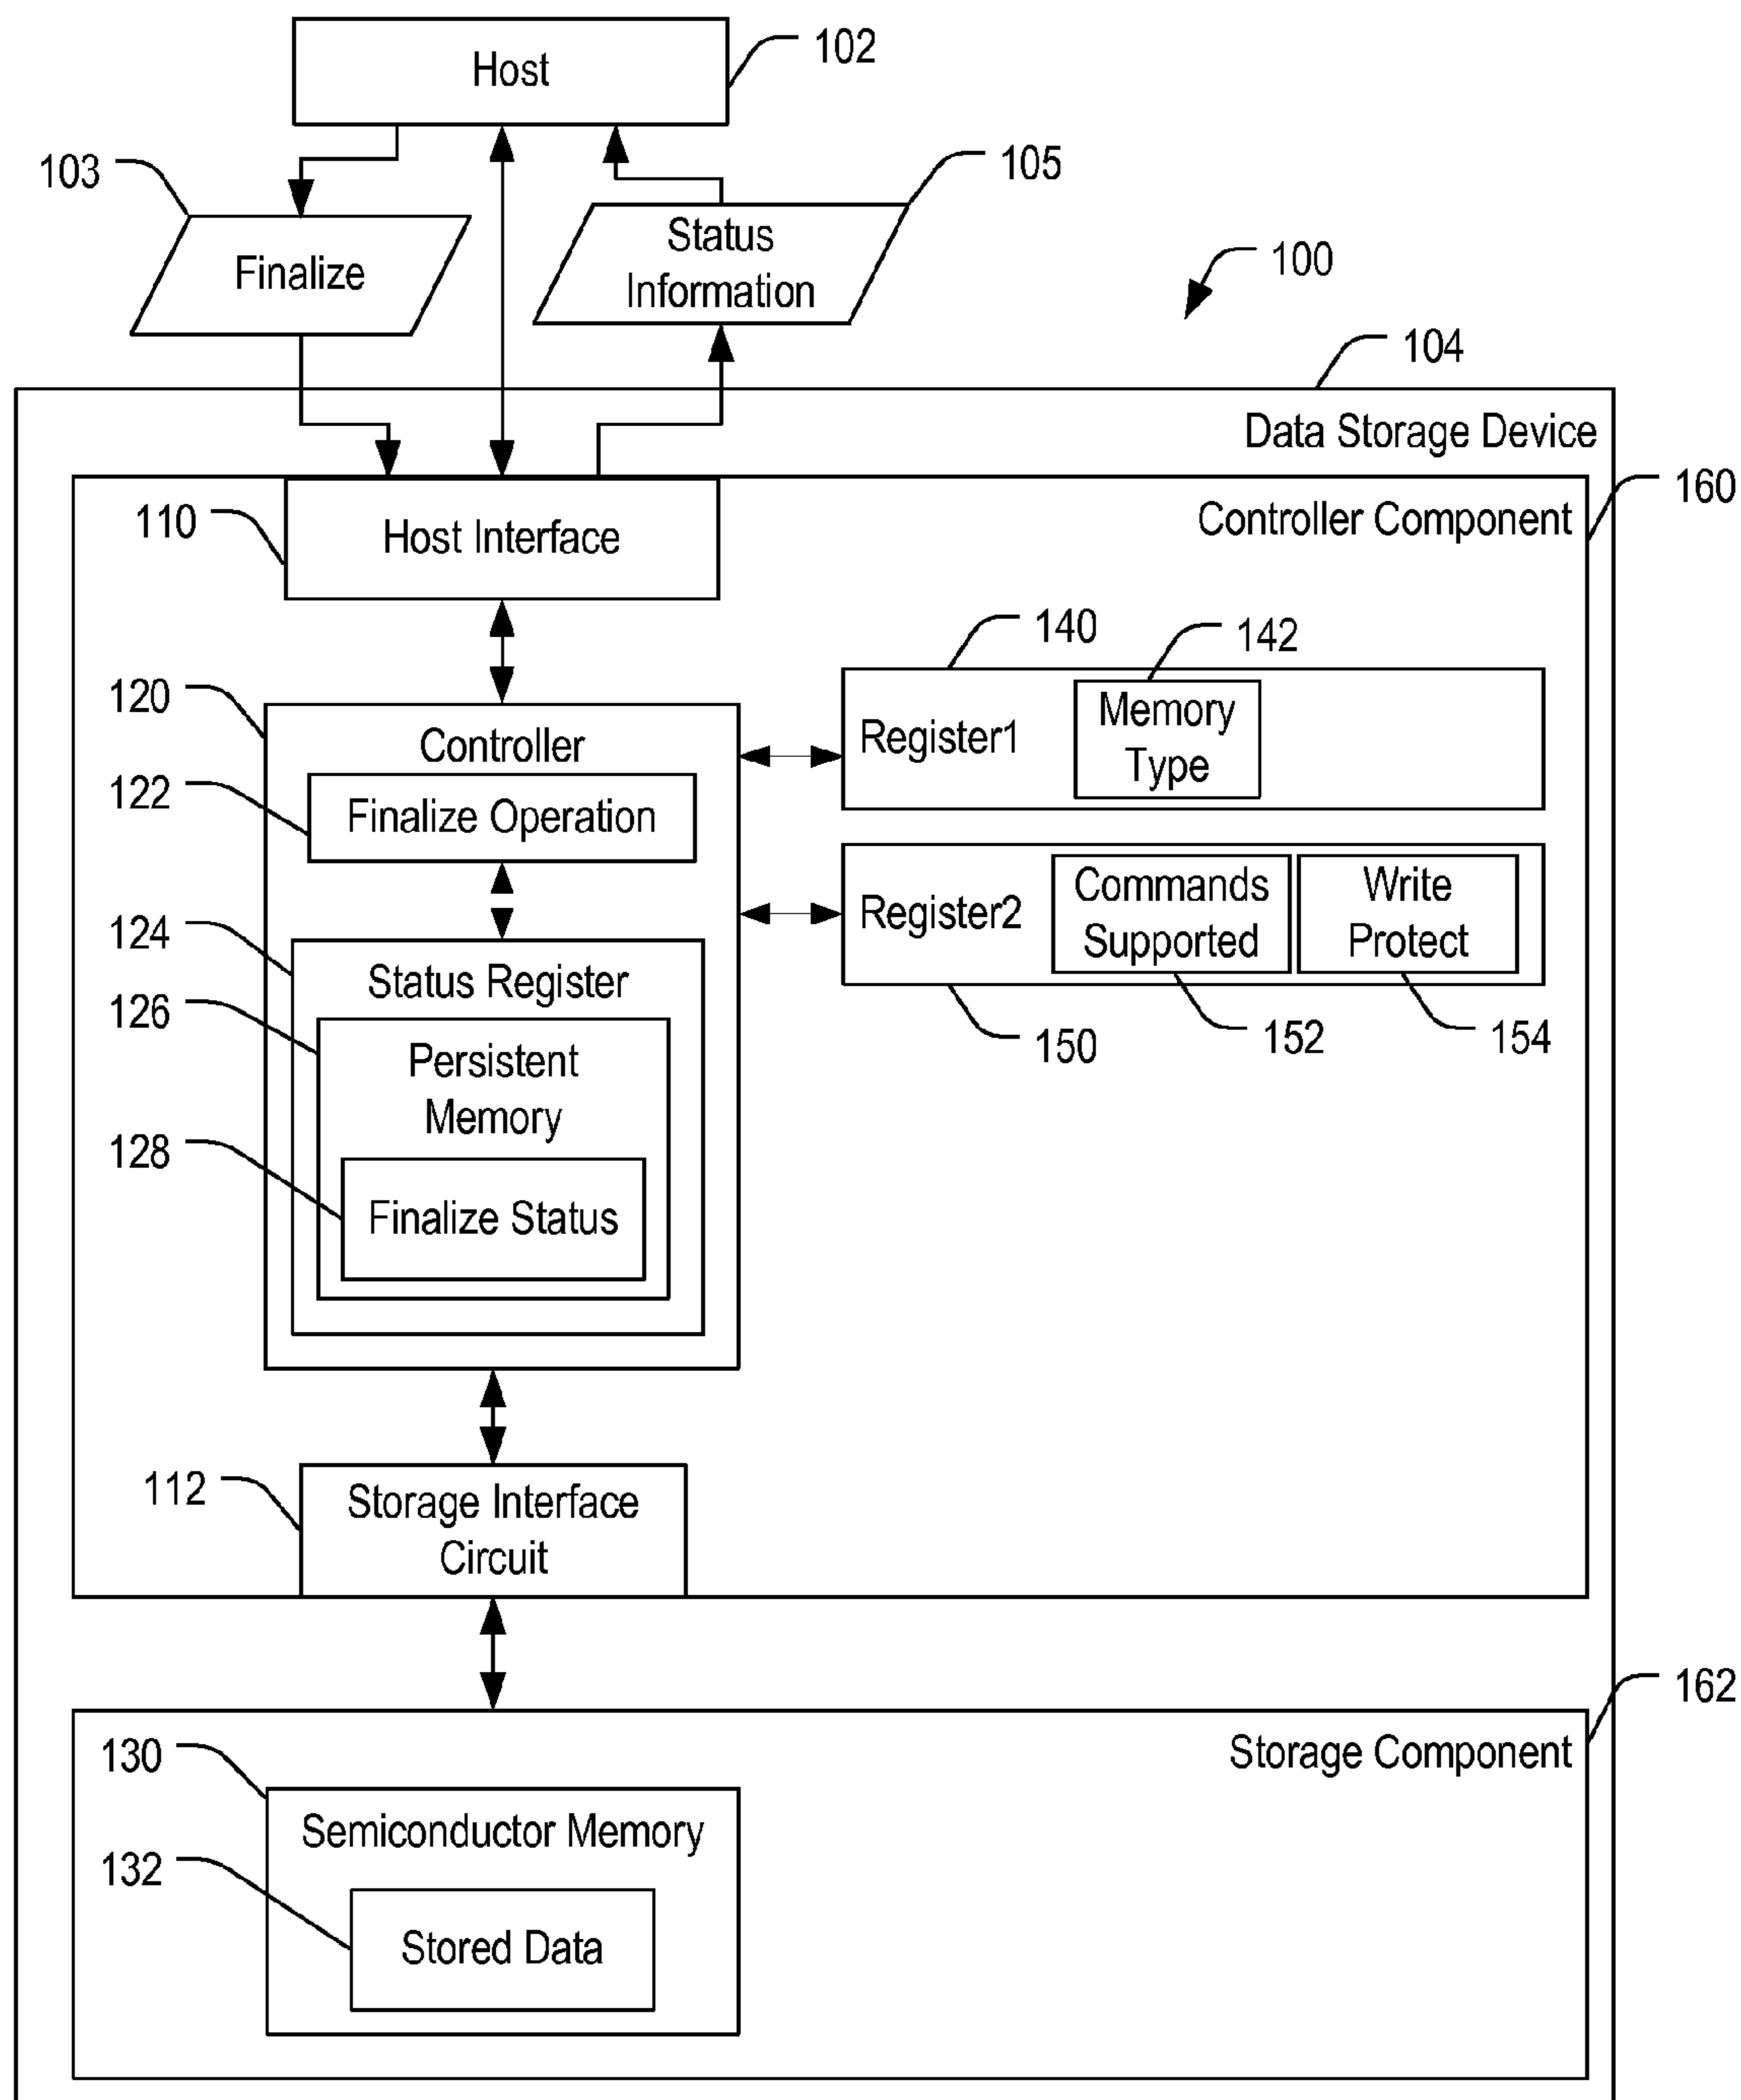 Host
102
103
105
Finalize
Status
Information
100
104
Data Storage Device
160
Controller Component
110
Host Interface
140
142
120
Controller
Register1
Memory
Type
122
Finalize Operation
Register2
Commands
Supported
Write
Protect
124
Status Register
126
150
152
154
Persistent
Memory
128
Finalize Status
112
Storage Interface
Circuit
162
Storage Component
130
Semiconductor Memory
132
Stored Data